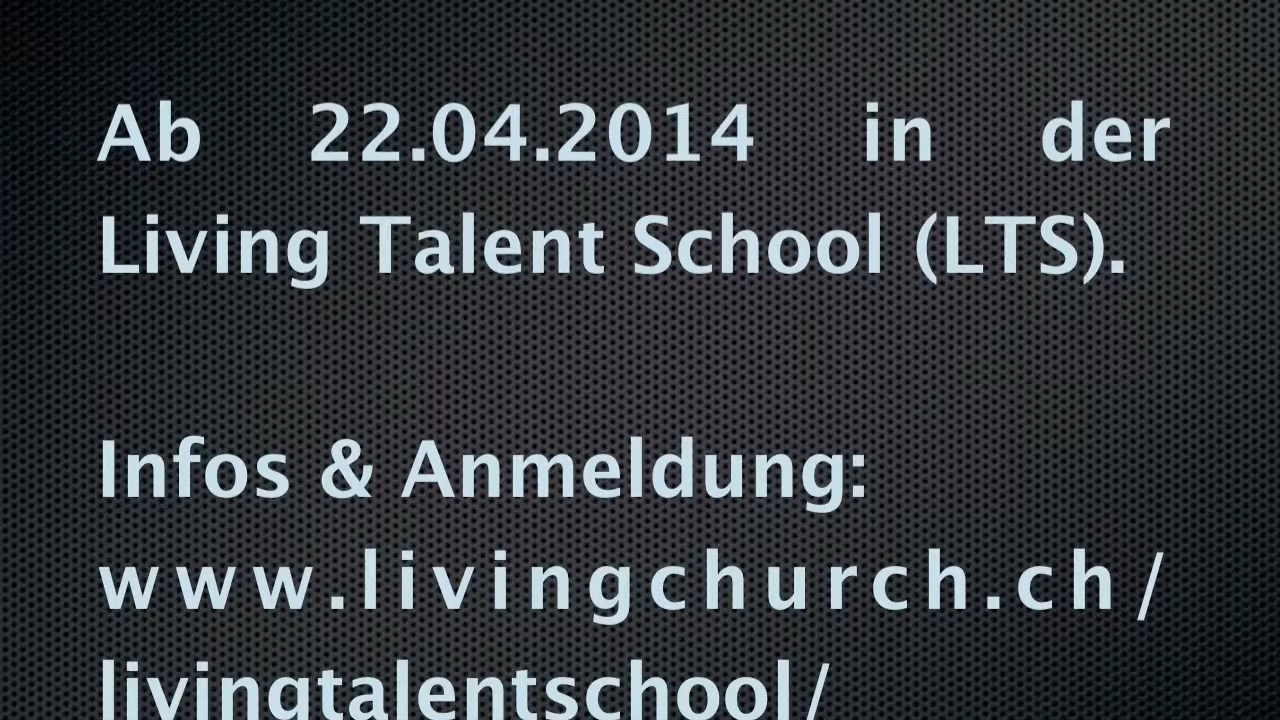 Ab 22.04.2014 in der
Living Talent School (LTS).
Infos & Anmeldung:
www.livingchurch.ch/
livingtalentschool/